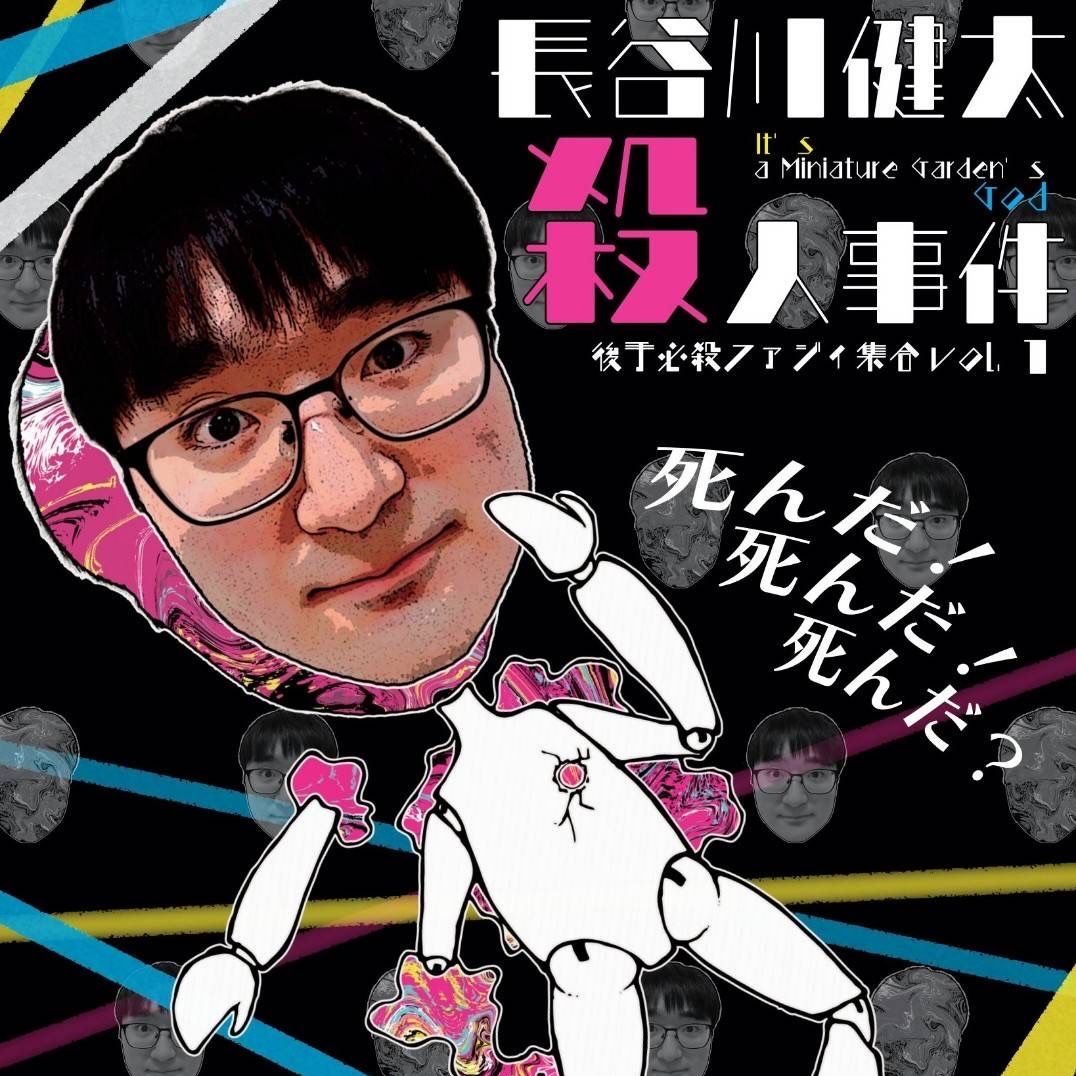 長谷川健太
殺人事件
It's
a Miniature Garden's
God
後手必殺ファジィ集合vol. 1
死んだ!
死んだ!
死んだ?